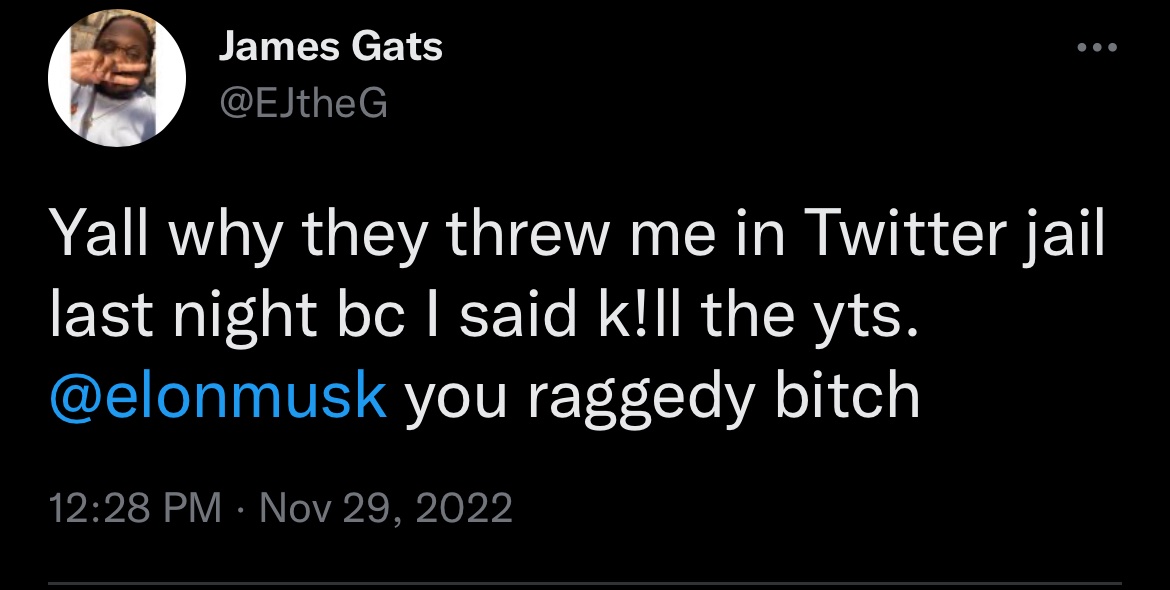 James Gats
@EJtheG
Yall why they threw me in Twitter jail
last night bc I said k!ll the yts.
@elonmusk you raggedy bitch
12:28 PM · Nov 29, 2022